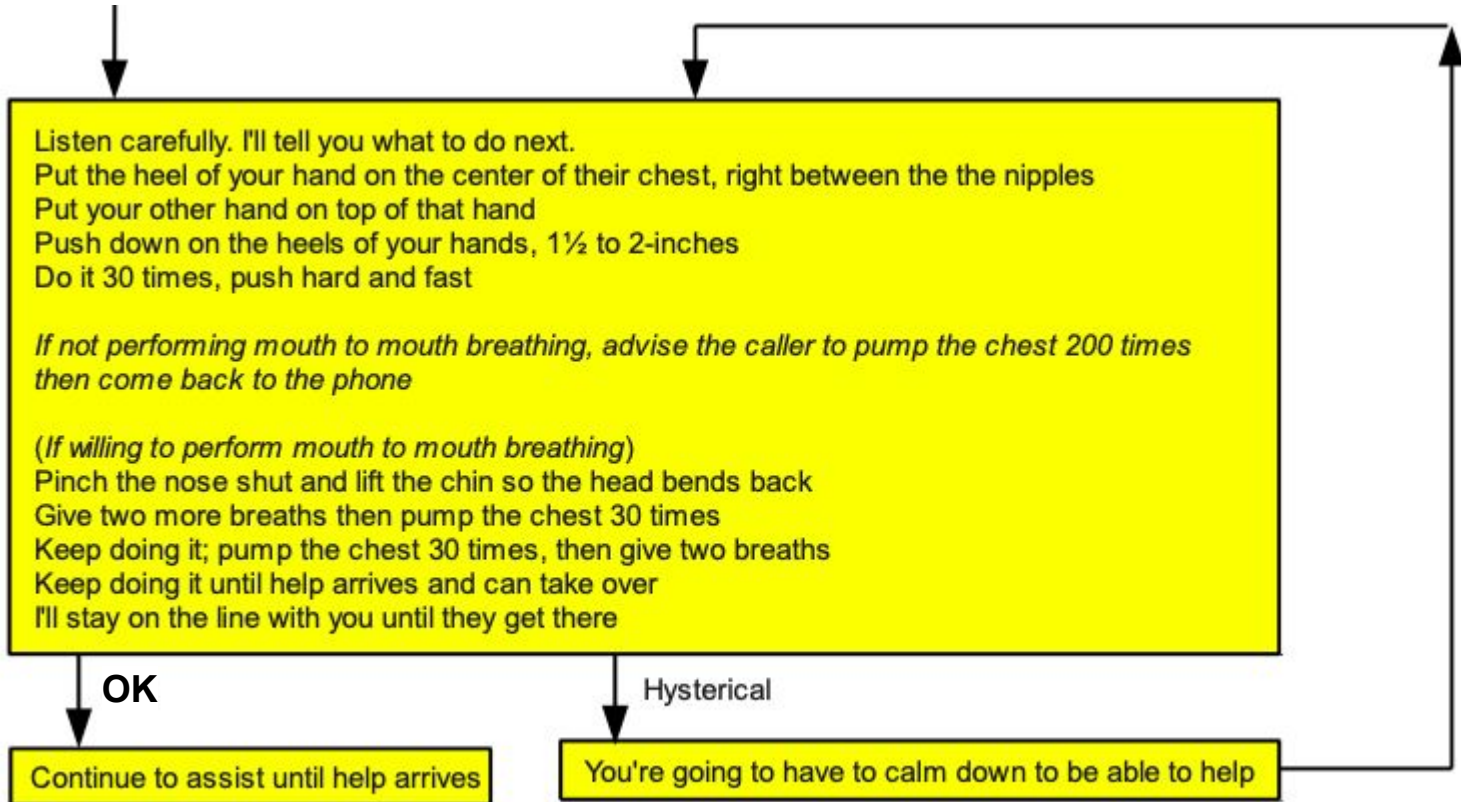 Listen carefully. I'll tell you what to do next.
Put the heel of your hand on the center of their chest, right between the the nipples
Put your other hand on top of that hand
Push down on the heels of your hands, 1½ to 2-inches
Do it 30 times, push hard and fast
If not performing mouth to mouth breathing, advise the caller to pump the chest 200 times
then come back to the phone
(If willing to perform mouth to mouth breathing)
Pinch the nose shut and lift the chin so the head bends back
Give two more breaths then pump the chest 30 times
Keep doing it; pump the chest 30 times, then give two breaths
Keep doing it until help arrives and can take over
I'll stay on the line with you until they get there
OK
Hysterical
Continue to assist until help arrives
You're going to have to calm down to be able to help